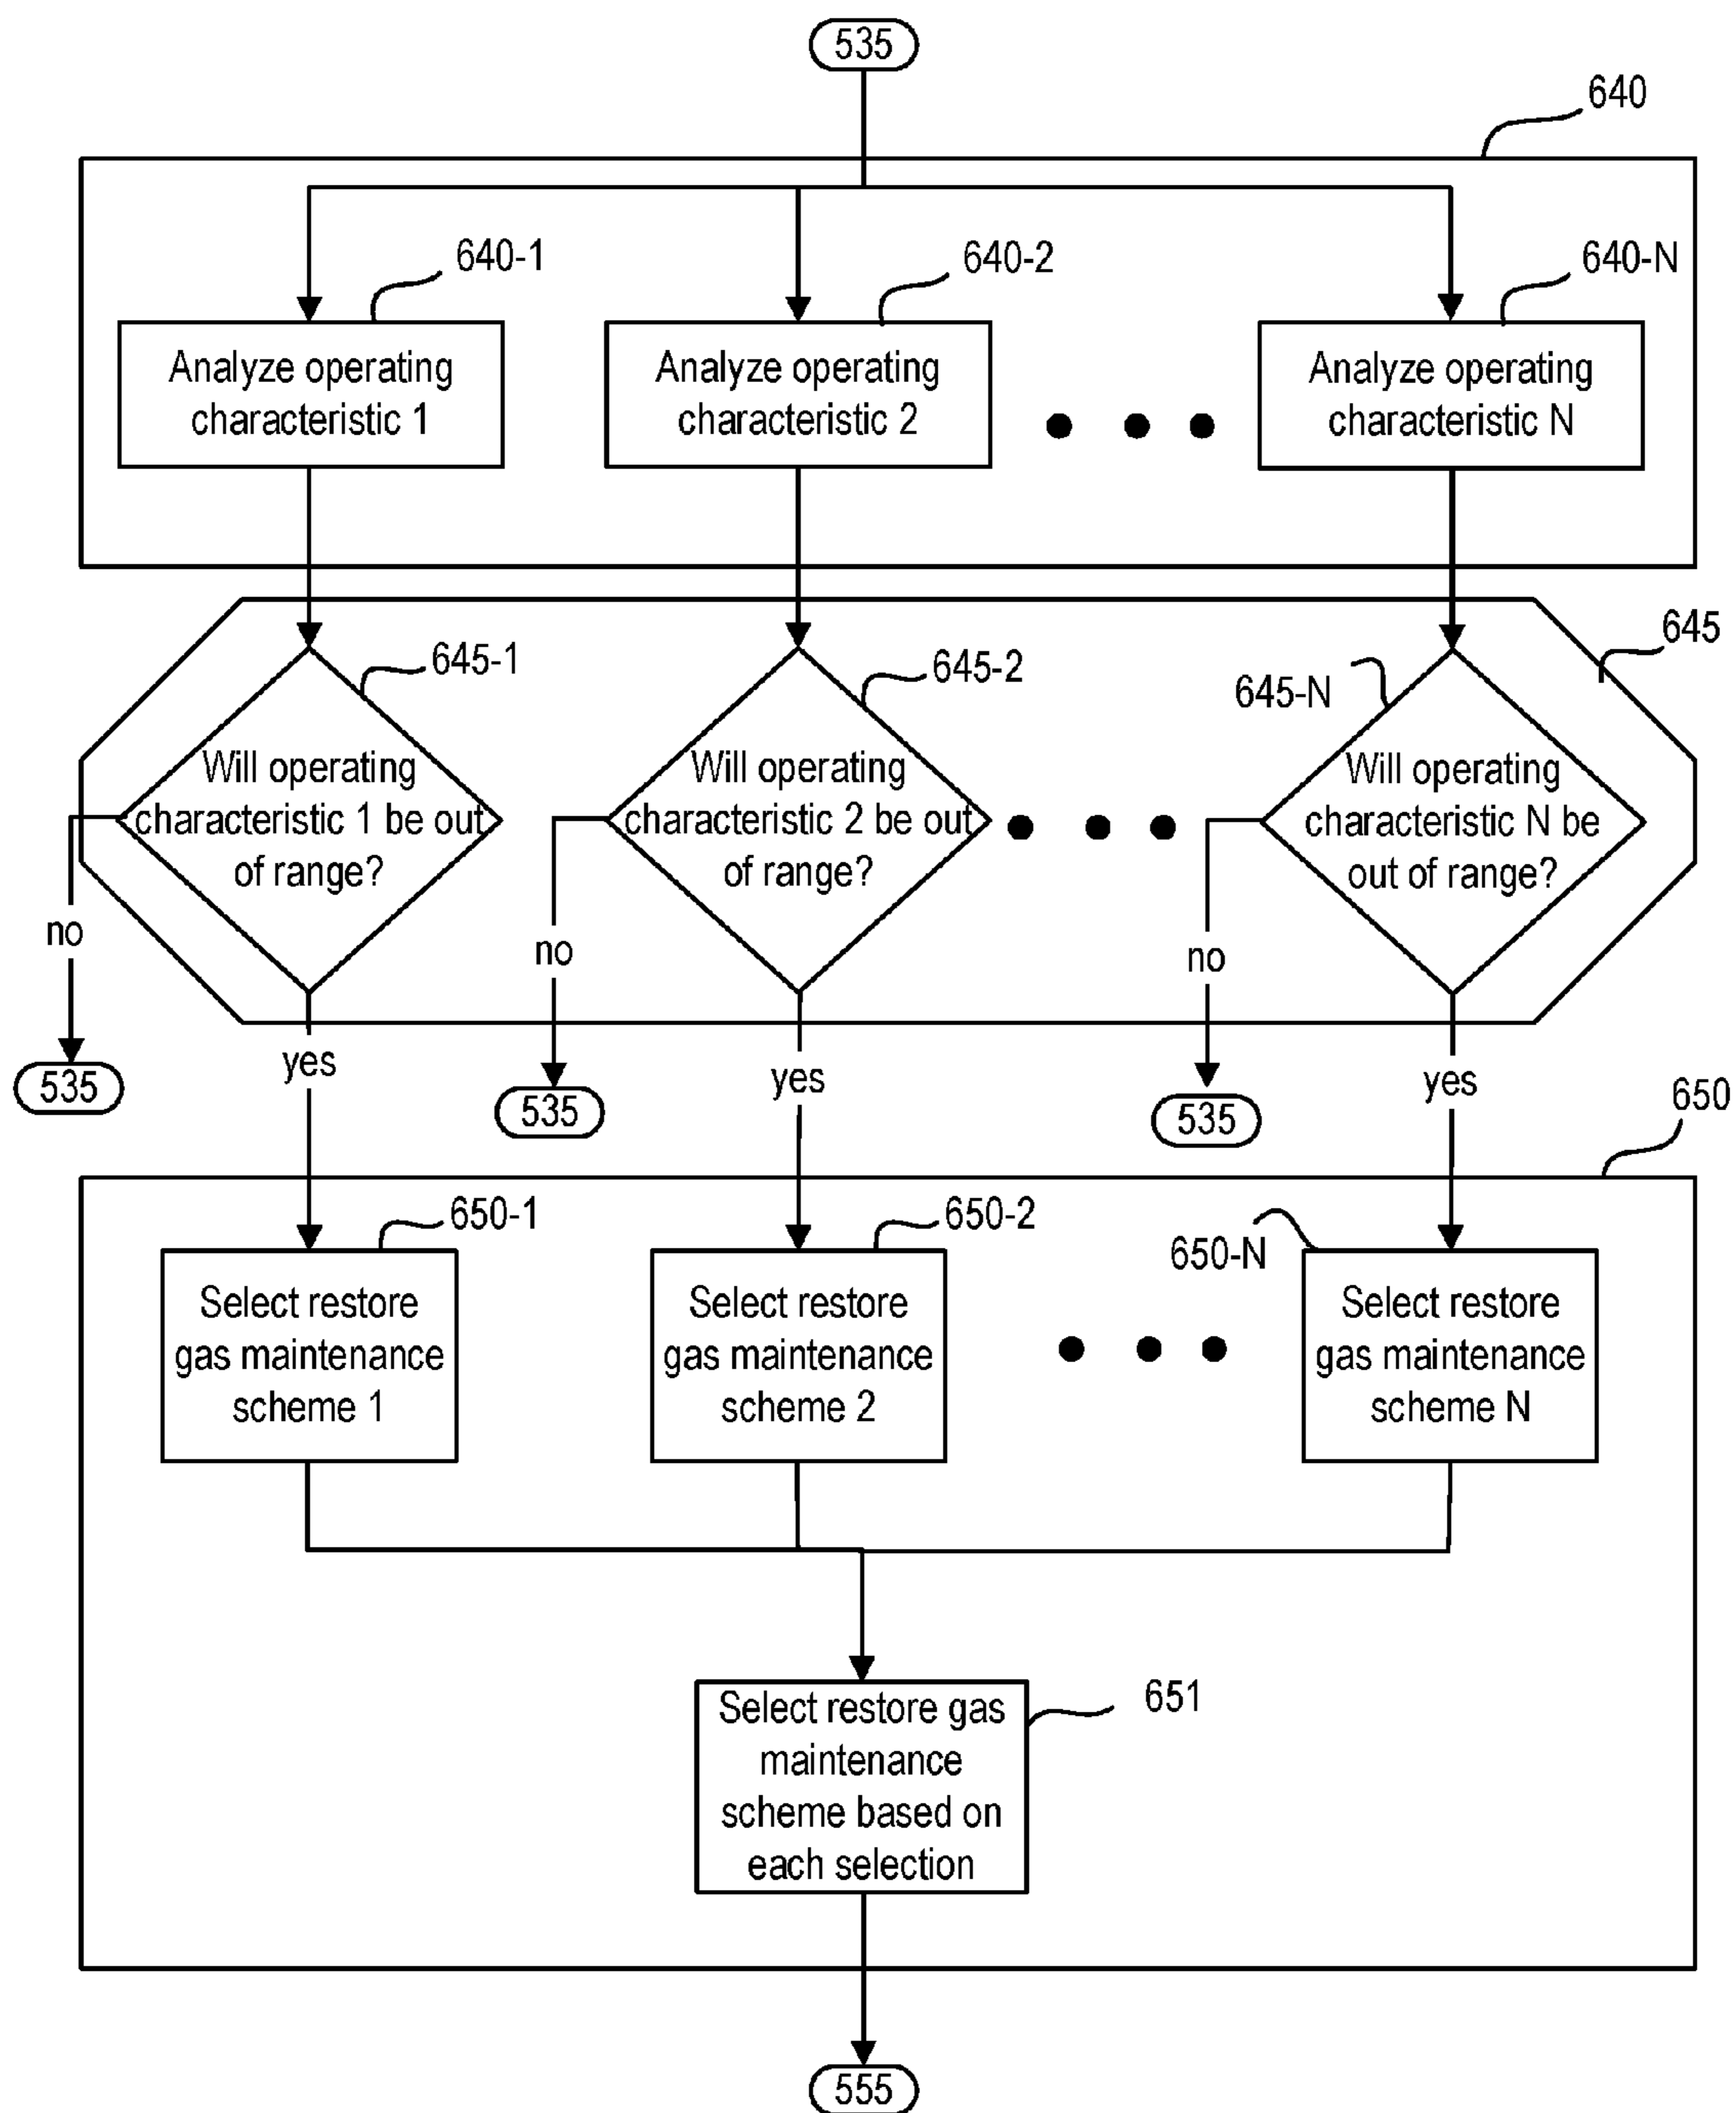 535
640
640-1
640-2
640-N
Analyze operating
characteristic 1
Analyze operating
characteristic 2
Analyze operating
characteristic N
645
645-1
645-2
645-N
Will operating
characteristic 1 be out
of range?
Will operating
characteristic 2 be out
of range?
Will operating
characteristic N be
out of range?
no
no
no
yes
yes
yes
535
535
535
650
650-1
650-2
650-N
Select restore
gas maintenance
scheme 1
Select restore
gas maintenance
scheme 2
Select restore
gas maintenance
scheme N
651
Select restore gas
maintenance
scheme based on
each selection
555